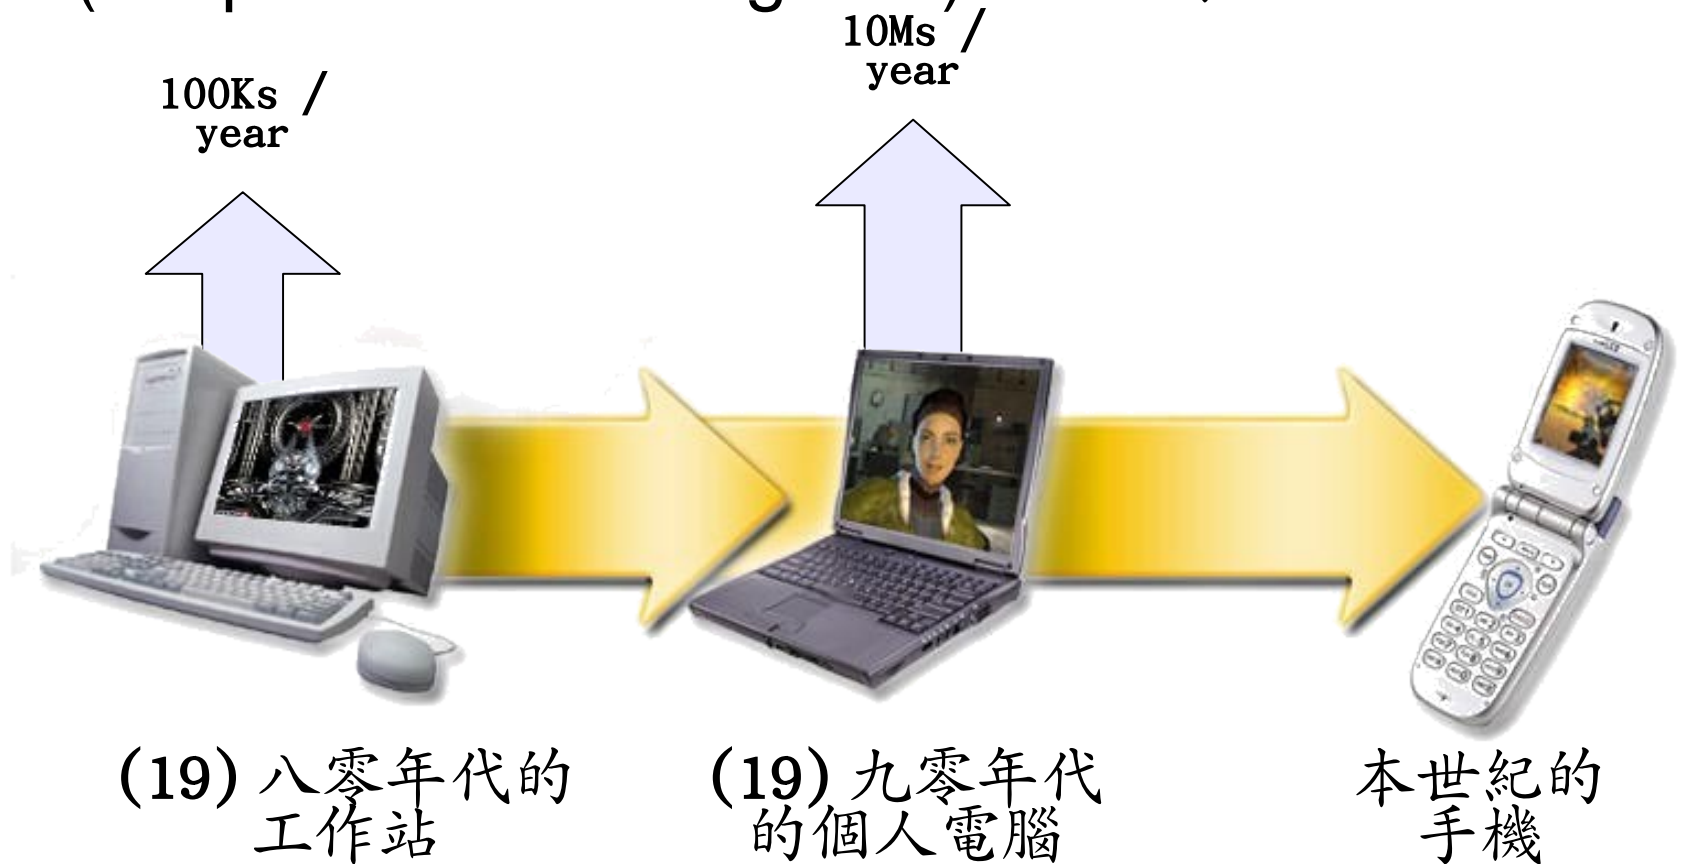 100Ks /
year
10Ms /
year
(19)八零年代的
工作站
(19)九零年代
的個人電腦
本世紀的
手機